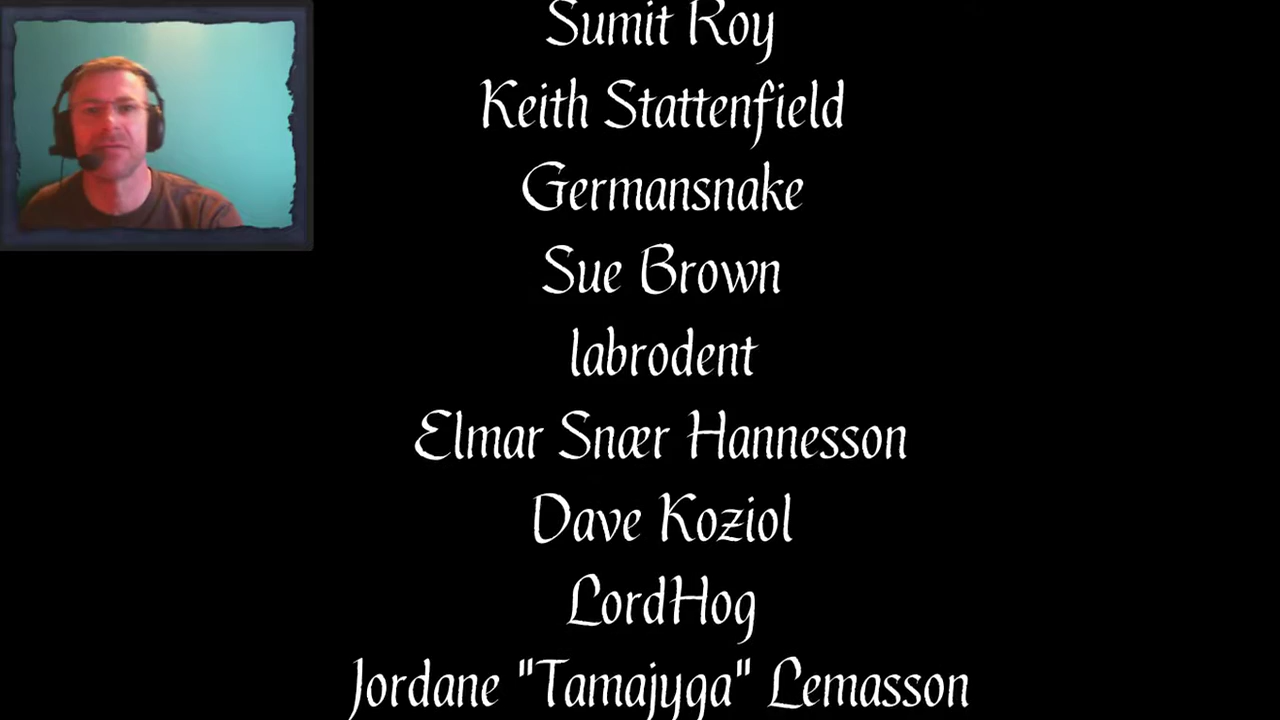 Sumit Roy
Keith Stattenfield
Germansnake
Sue Brown
labrodent
Elmar Snær Hannesson
Dave Koziol
LordHog
Jordane "Tamajyga" Lemasson